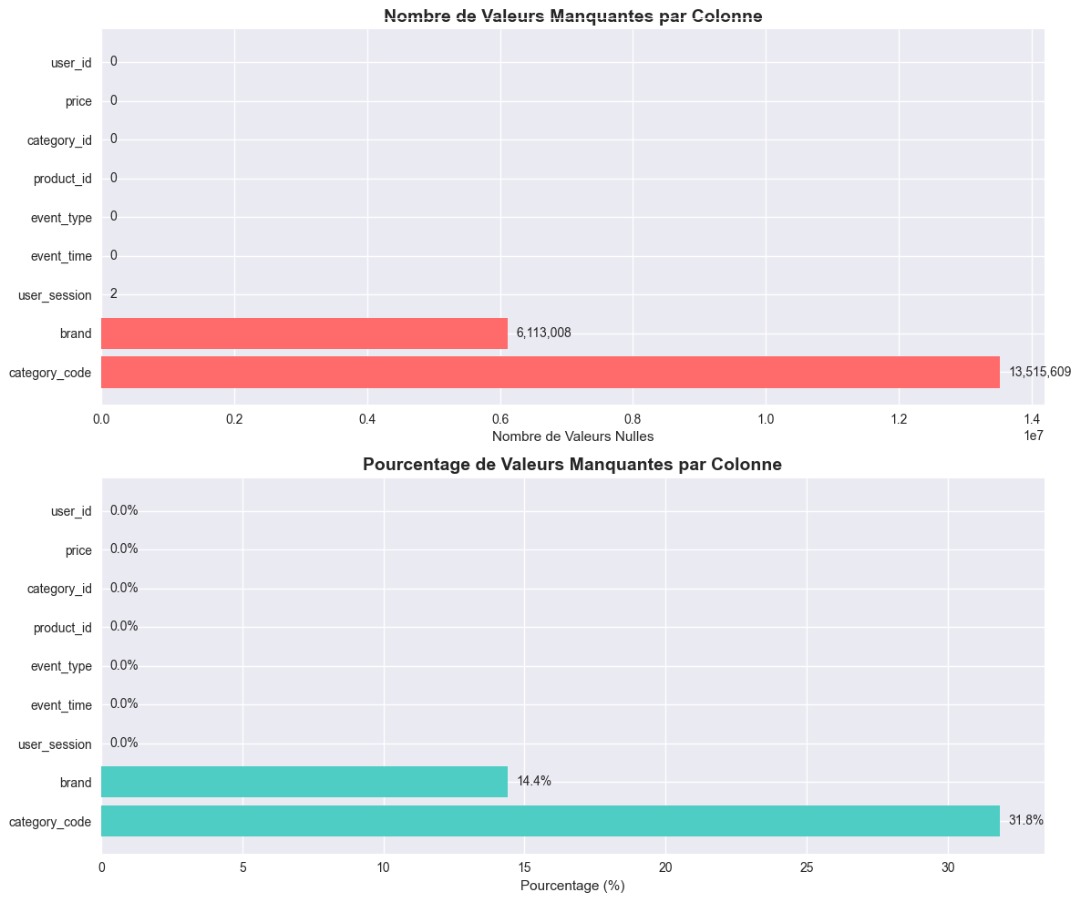 Nombre de Valeurs Manquantes par Colonne
user_id 0
price 0
category_id 0
product_id 0
event_type 0
event_time 0
user_session 2
brand 6,113,008
category_code 13,515,609
0.0 0.2 0.4 0.6 0.8 1.0 1.2 1.4
Nombre de Valeurs Nulles 1e7
Pourcentage de Valeurs Manquantes par Colonne
user_id 0.0%
price 0.0%
category_id 0.0%
product_id 0.0%
event_type 0.0%
event_time 0.0%
user_session 0.0%
brand 14.4%
category_code 31.8%
0 5 10 15 20 25 30
Pourcentage (%)